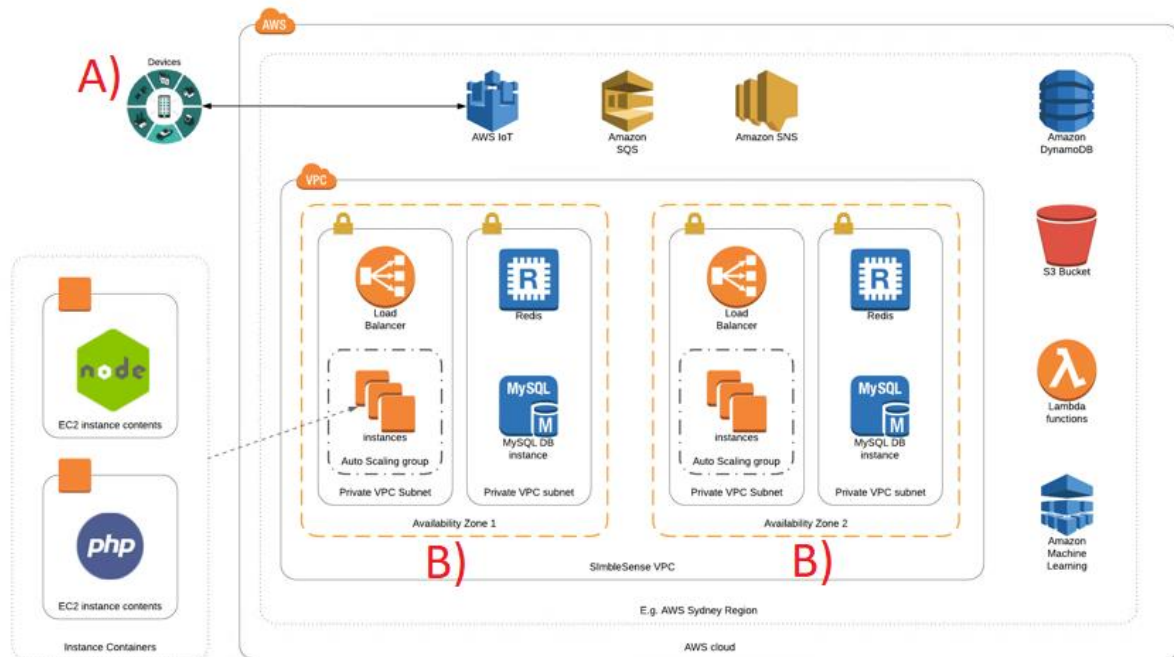 AWS
A)
Devices
AWS IoT
Amazon
SQS
Amazon SNS
Amazon
DynamoDB
VPC
Load
Balancer
R
Redis
Load
Balancer
R
Redis
S3 Bucket
node
EC2 instance contents
instances
Auto Scaling group
Private VPC Subnet
MySQL
M
MySQL DB
instance
Private VPC subnet
Availability Zone 1
instances
Auto Scaling group
Private VPC Subnet
MySQL
M
MySQL DB
instance
Private VPC subnet
Availability Zone 2
λ
Lambda
functions
php
EC2 instance contents
Instance Containers
B)
B)
SImbleSense VPC
Amazon
Machine
Learning
E.g. AWS Sydney Region
AWS cloud